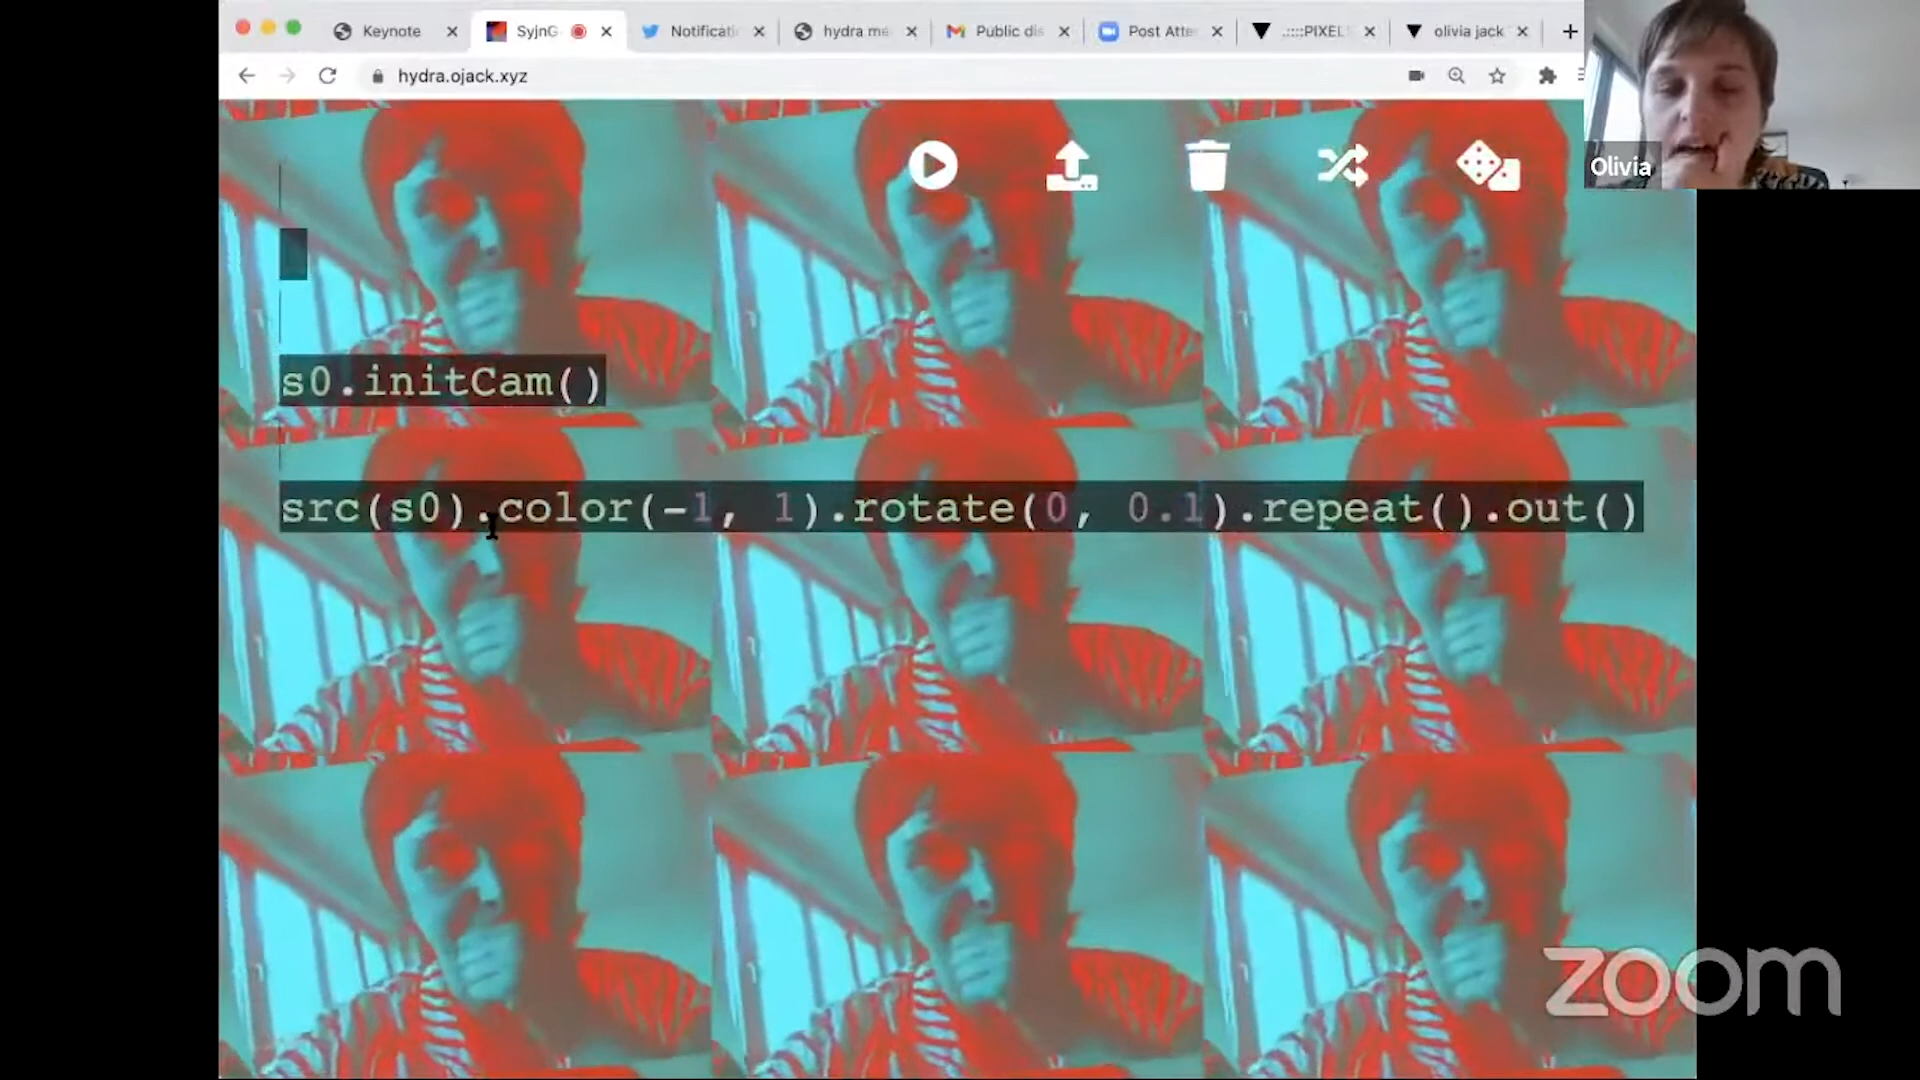 Keynote
SyjnG
Notificati
hydra me
Public dis
Post Atte
.::::PIXELS
olivia jack
hydra.ojack.xyz
Olivia
s0.initCam()
src(s0).color(-1, 1).rotate(0, 0.1).repeat().out()
zoom